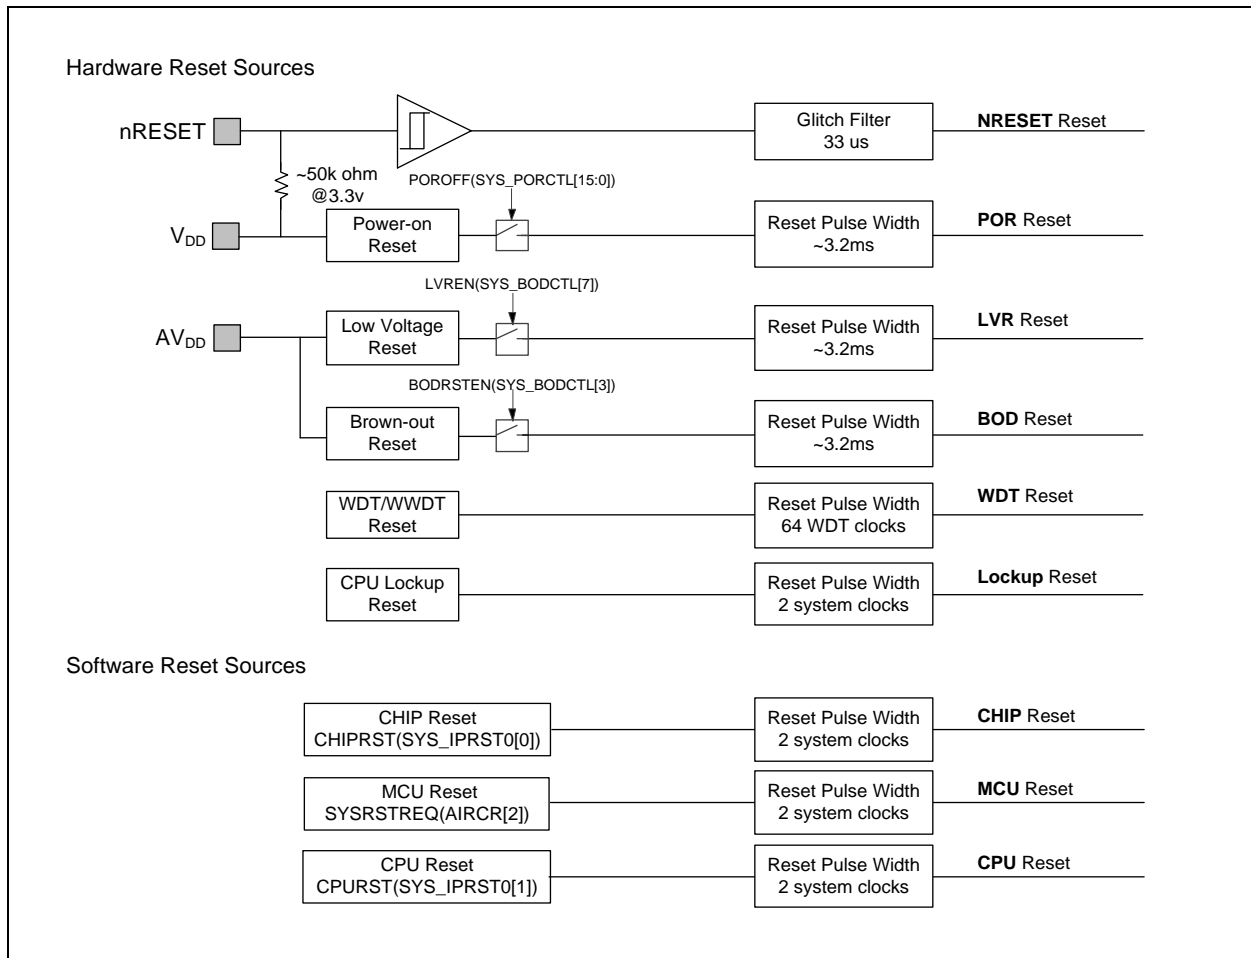 Hardware Reset Sources
nRESET
~50k ohm
@3.3v
Glitch Filter
33 us
NRESET Reset
POROFF(SYS_PORCTL[15:0])
VDD
Power-on
Reset
Reset Pulse Width
~3.2ms
POR Reset
LVREN(SYS_BODCTL[7])
AVDD
Low Voltage
Reset
Reset Pulse Width
~3.2ms
LVR Reset
BODRSTEN(SYS_BODCTL[3])
Brown-out
Reset
Reset Pulse Width
~3.2ms
BOD Reset
WDT/WWDT
Reset
Reset Pulse Width
64 WDT clocks
WDT Reset
CPU Lockup
Reset
Reset Pulse Width
2 system clocks
Lockup Reset
Software Reset Sources
CHIP Reset
CHIPRST(SYS_IPRST0[0])
Reset Pulse Width
2 system clocks
CHIP Reset
MCU Reset
SYSRSTREQ(AIRCR[2])
Reset Pulse Width
2 system clocks
MCU Reset
CPU Reset
CPURST(SYS_IPRST0[1])
Reset Pulse Width
2 system clocks
CPU Reset